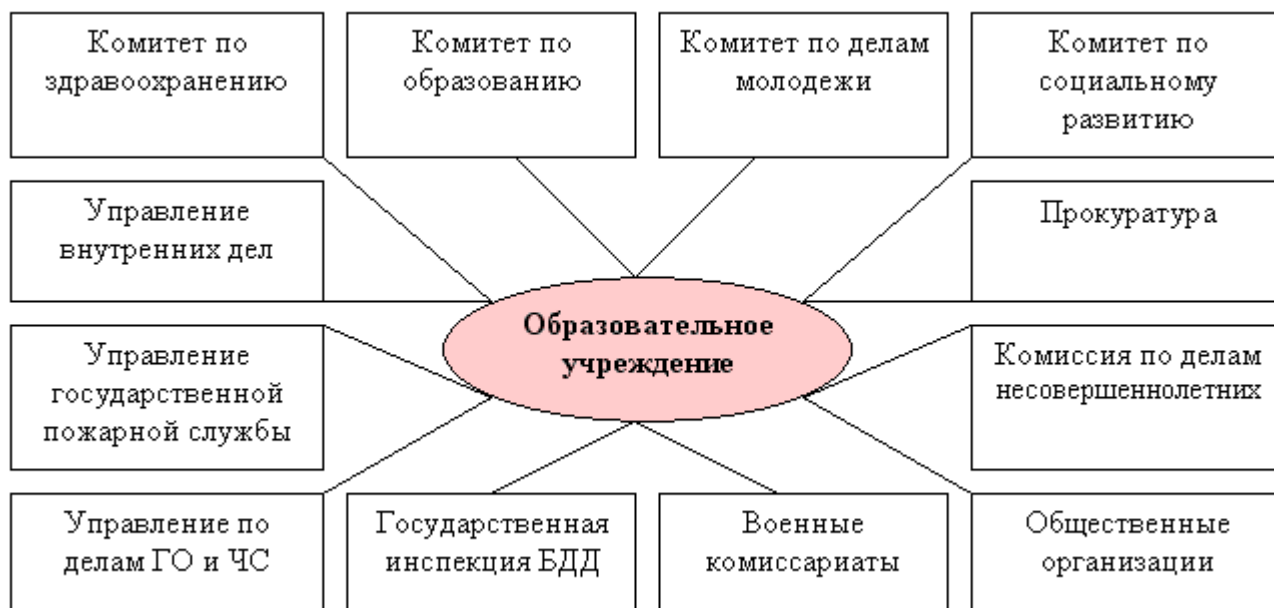 Комитет по
здравоохранению
Комитет по
образованию
Комитет по делам
молодежи
Комитет по
социальному
развитию
Управление
внутренних дел
Прокуратура
Образовательное
учреждение
Управление
государственной
пожарной службы
Комиссия по делам
несовершеннолетних
Управление по
делам ГО и ЧС
Государственная
инспекция БДД
Военные
комиссариаты
Общественные
организации